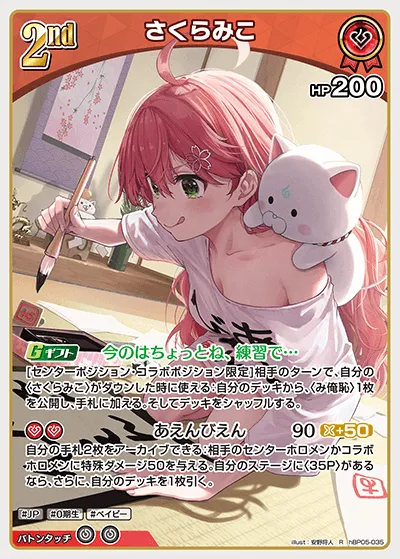 2nd
さくらみこ
HP200
Gギフト 今のはちょっとね、練習で…
[センターポジション・コラボポジション限定]相手のターンで、自分の
〈さくらみこ〉がダウンした時に使える:自分のデッキから、〈み俺恥〉1枚
を公開し、手札に加える。そしてデッキをシャッフルする。
あえんびえん 90 +50
自分の手札2枚をアーカイブできる:相手のセンターホロメンかコラボ
ホロメンに特殊ダメージ50を与える。自分のステージに〈35P〉がある
なら、さらに、自分のデッキを1枚引く。
#JP #0期生 #ベイビー
バトンタッチ
illust:安野将人 R hBP05-035